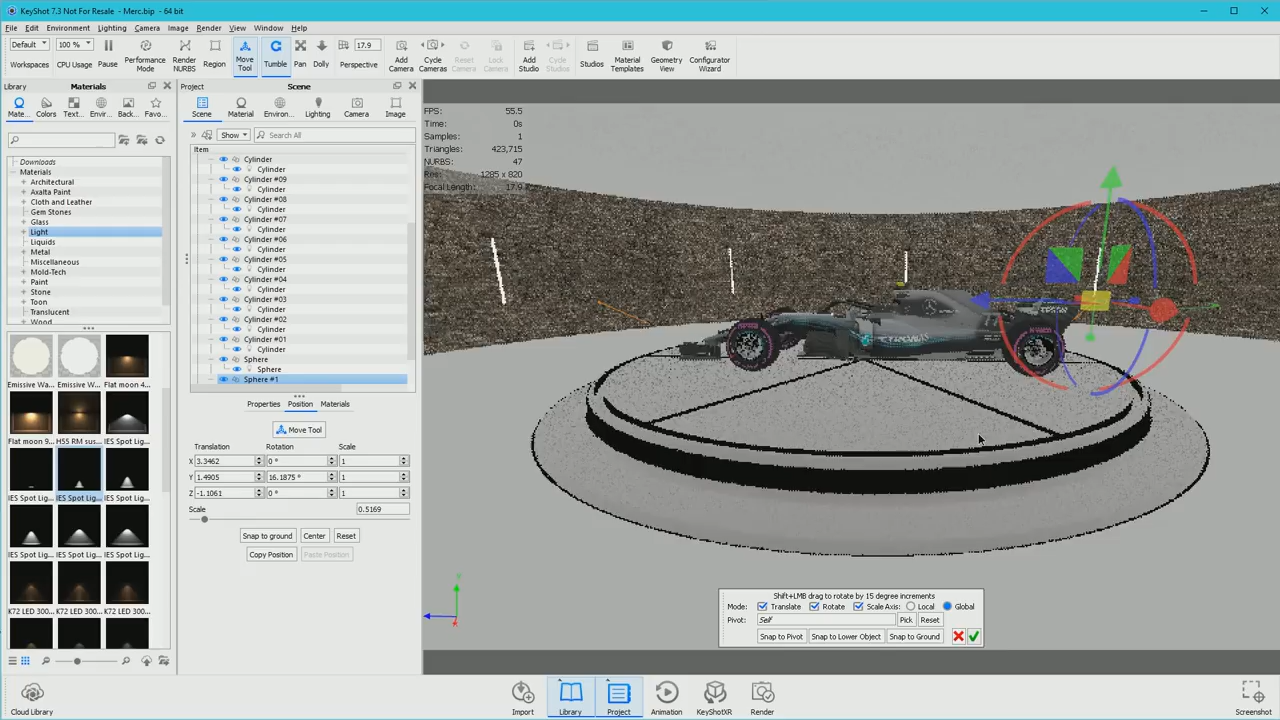 KeyShot 7.3 Not For Resale - Merc.bip - 64 bit
File Edit Environment Lighting Camera Image Render View Window Help
Default 100 % 17.9
Workspaces CPU Usage Pause Performance Mode Render NURBS Region Move Tool Tumble Pan Dolly Perspective Add Camera Cycle Cameras Reset Camera Lock Camera Add Studio Cycle Studios Studios Material Templates Geometry View Configurator Wizard
Library Materials
Mate... Colors Text... Envir... Back... Favo...
Downloads
Materials
Architectural
Axalta Paint
Cloth and Leather
Gem Stones
Glass
Light
Liquids
Metal
Miscellaneous
Mold-Tech
Paint
Stone
Toon
Translucent
Wood
Emissive Wa... Emissive W... Flat moon 4...
Flat moon 9... H55 RM sus... IES Spot Lig...
IES Spot Lig... IES Spot Lig... IES Spot Lig...
IES Spot Lig... IES Spot Lig... IES Spot Lig...
K72 LED 300... K72 LED 300... K72 LED 300...
Project Scene
Scene Material Environ... Lighting Camera Image
Show Search All
Item
Cylinder
Cylinder
Cylinder #09
Cylinder
Cylinder #08
Cylinder
Cylinder #07
Cylinder
Cylinder #06
Cylinder
Cylinder #05
Cylinder
Cylinder #04
Cylinder
Cylinder #03
Cylinder
Cylinder #02
Cylinder
Cylinder #01
Cylinder
Sphere
Sphere
Sphere #1
Properties Position Materials
Move Tool
Translation Rotation Scale
X 3.3462 0 ° 1
Y 1.4905 16.1875 ° 1
Z -1.1061 0 ° 1
Scale 0.5169
Snap to ground Center Reset
Copy Position Paste Position
FPS: 55.5
Time: 0s
Samples: 1
Triangles: 423,715
NURBS: 47
Res: 1285 x 820
Focal Length: 17.9
PETRONAS
Y
Shift+LMB drag to rotate by 15 degree increments
Mode: Translate Rotate Scale Axis: Local Global
Pivot: Self Pick Reset
Snap to Pivot Snap to Lower Object Snap to Ground
Cloud Library Import Library Project Animation KeyShotXR Render Screenshot